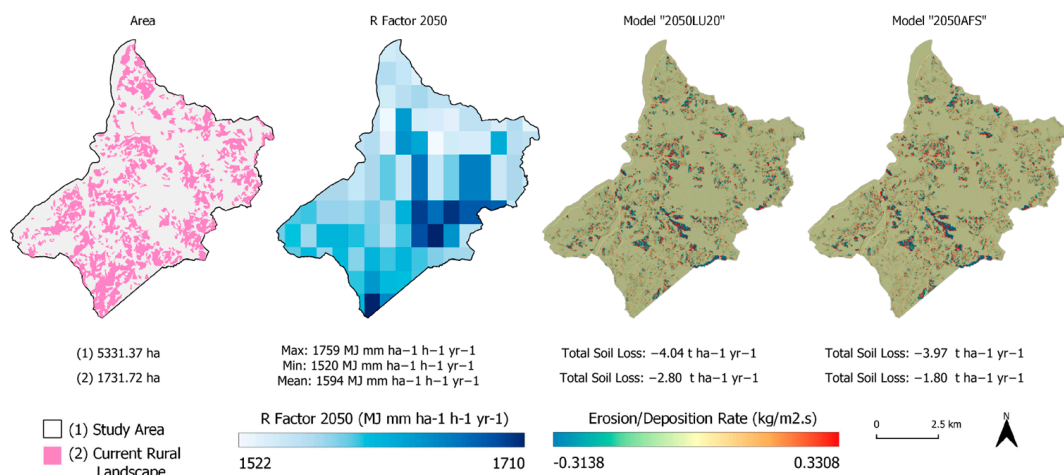 Area
R Factor 2050
Model "2050LU20"
Model "2050AFS"
(1) 5331.37 ha
(2) 1731.72 ha
Max: 1759 MJ mm ha−1 h−1 yr−1
Min: 1520 MJ mm ha−1 h−1 yr−1
Mean: 1594 MJ mm ha−1 h−1 yr−1
Total Soil Loss: −4.04 t ha−1 yr−1
Total Soil Loss: −2.80 t ha−1 yr−1
Total Soil Loss: −3.97 t ha−1 yr−1
Total Soil Loss: −1.80 t ha−1 yr−1
(1) Study Area
(2) Current Rural
Landscape
R Factor 2050 (MJ mm ha-1 h-1 yr-1)
1522
1710
Erosion/Deposition Rate (kg/m2.s)
-0.3138
0.3308
0
2.5 km
N